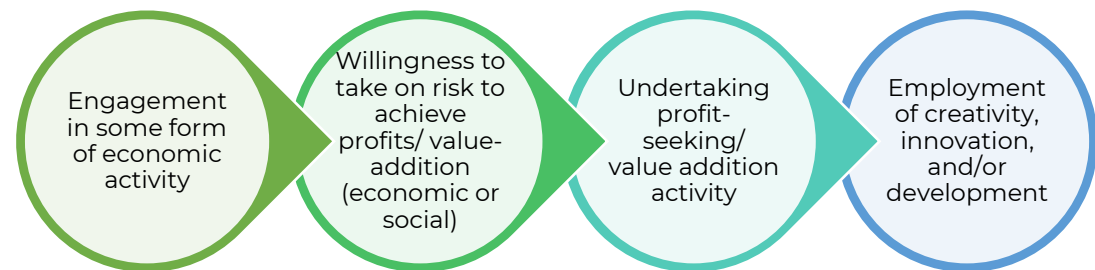 Engagement
in some form
of economic
activity
Willingness to
take on risk to
achieve
profits/ value-
addition
(economic or
social)
Undertaking
profit-
seeking/
value addition
activity
Employment
of creativity,
innovation,
and/or
development